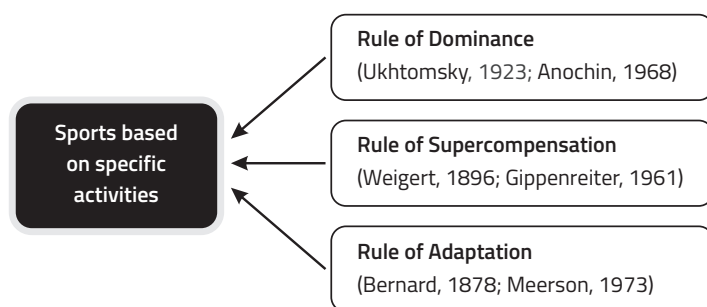 Sports based
on specific
activities
Rule of Dominance
(Ukhtomsky, 1923; Anochin, 1968)
Rule of Supercompensation
(Weigert, 1896; Gippenreiter, 1961)
Rule of Adaptation
(Bernard, 1878; Meerson, 1973)